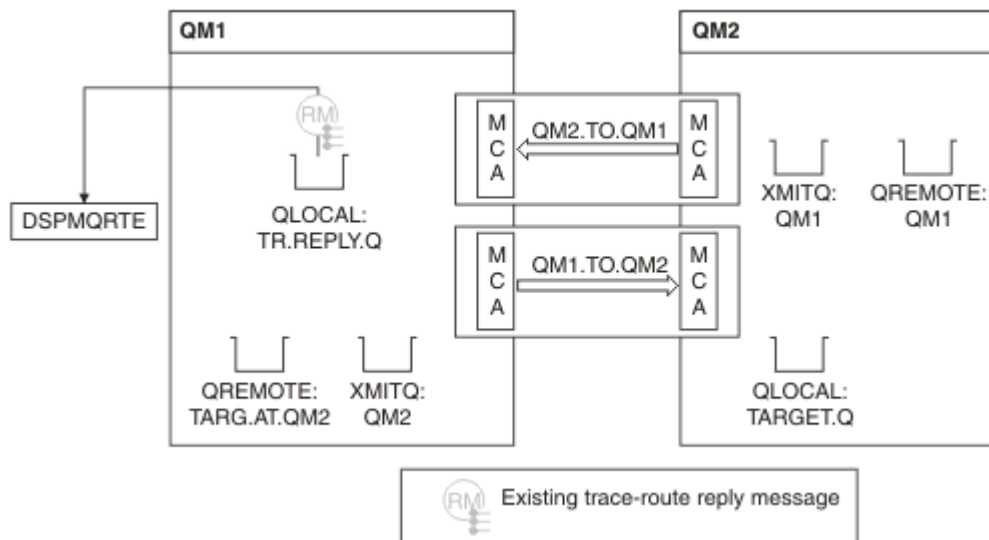 QM1
QM2
RM
M
C
A
QM2.TO.QM1
M
C
A
XMITQ:
QM1
QREMOTE:
QM1
DSPMQRTE
QLOCAL:
TR.REPLY.Q
M
C
A
QM1.TO.QM2
M
C
A
QREMOTE:
TARG.AT.QM2
XMITQ:
QM2
QLOCAL:
TARGET.Q
RM
Existing trace-route reply message